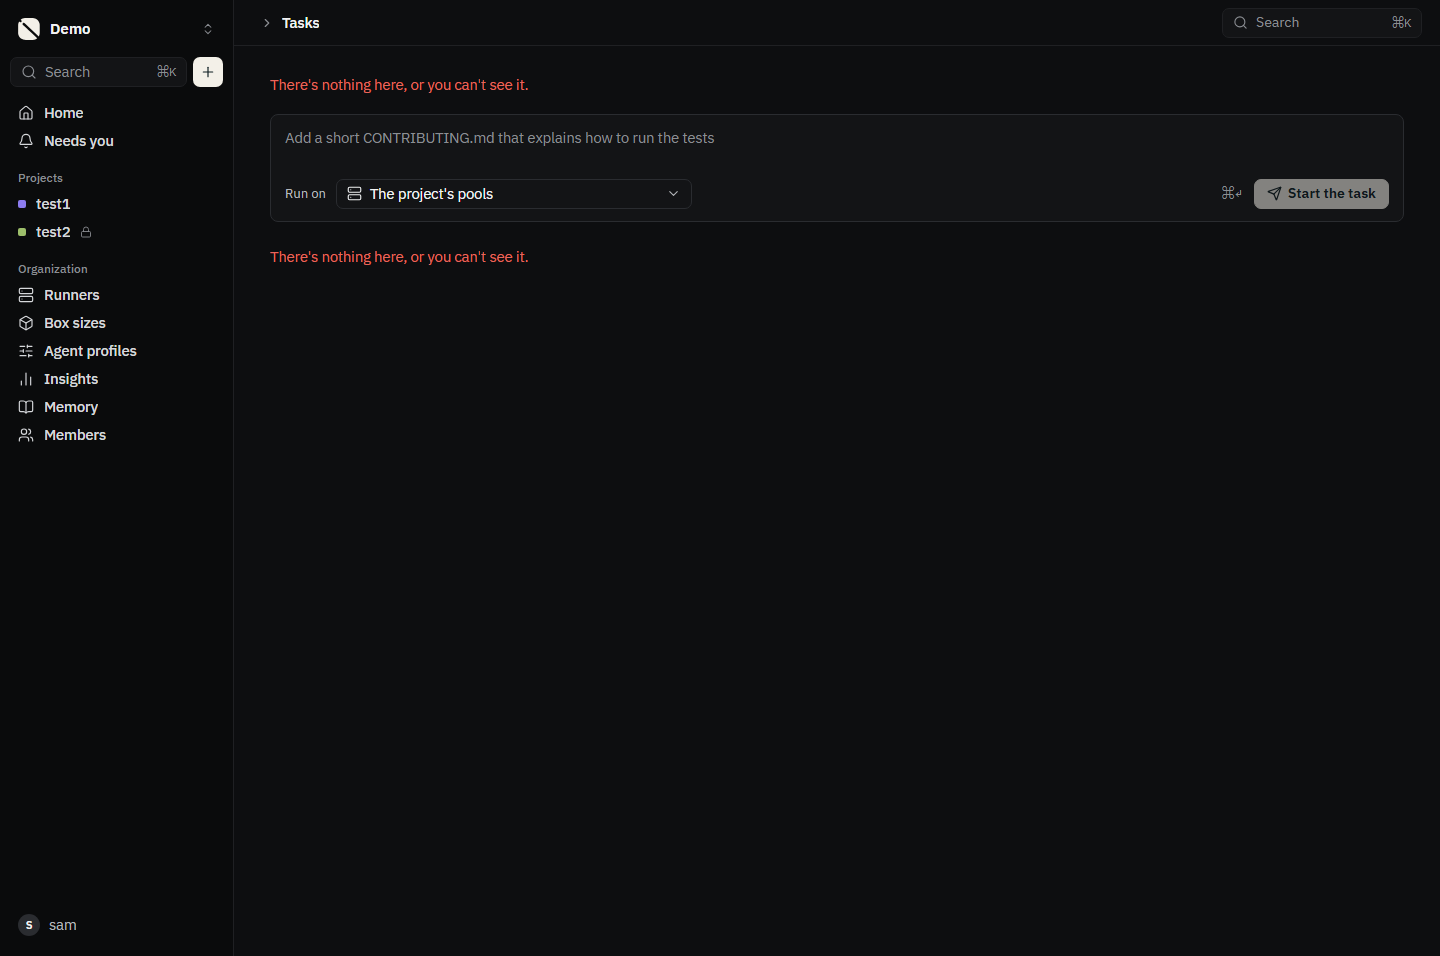 Demo
Search ⌘K
Home
Needs you
Projects
test1
test2
Organization
Runners
Box sizes
Agent profiles
Insights
Memory
Members
S sam
Tasks
Search ⌘K
There's nothing here, or you can't see it.
Add a short CONTRIBUTING.md that explains how to run the tests
Run on The project's pools ⌘↵ Start the task
There's nothing here, or you can't see it.